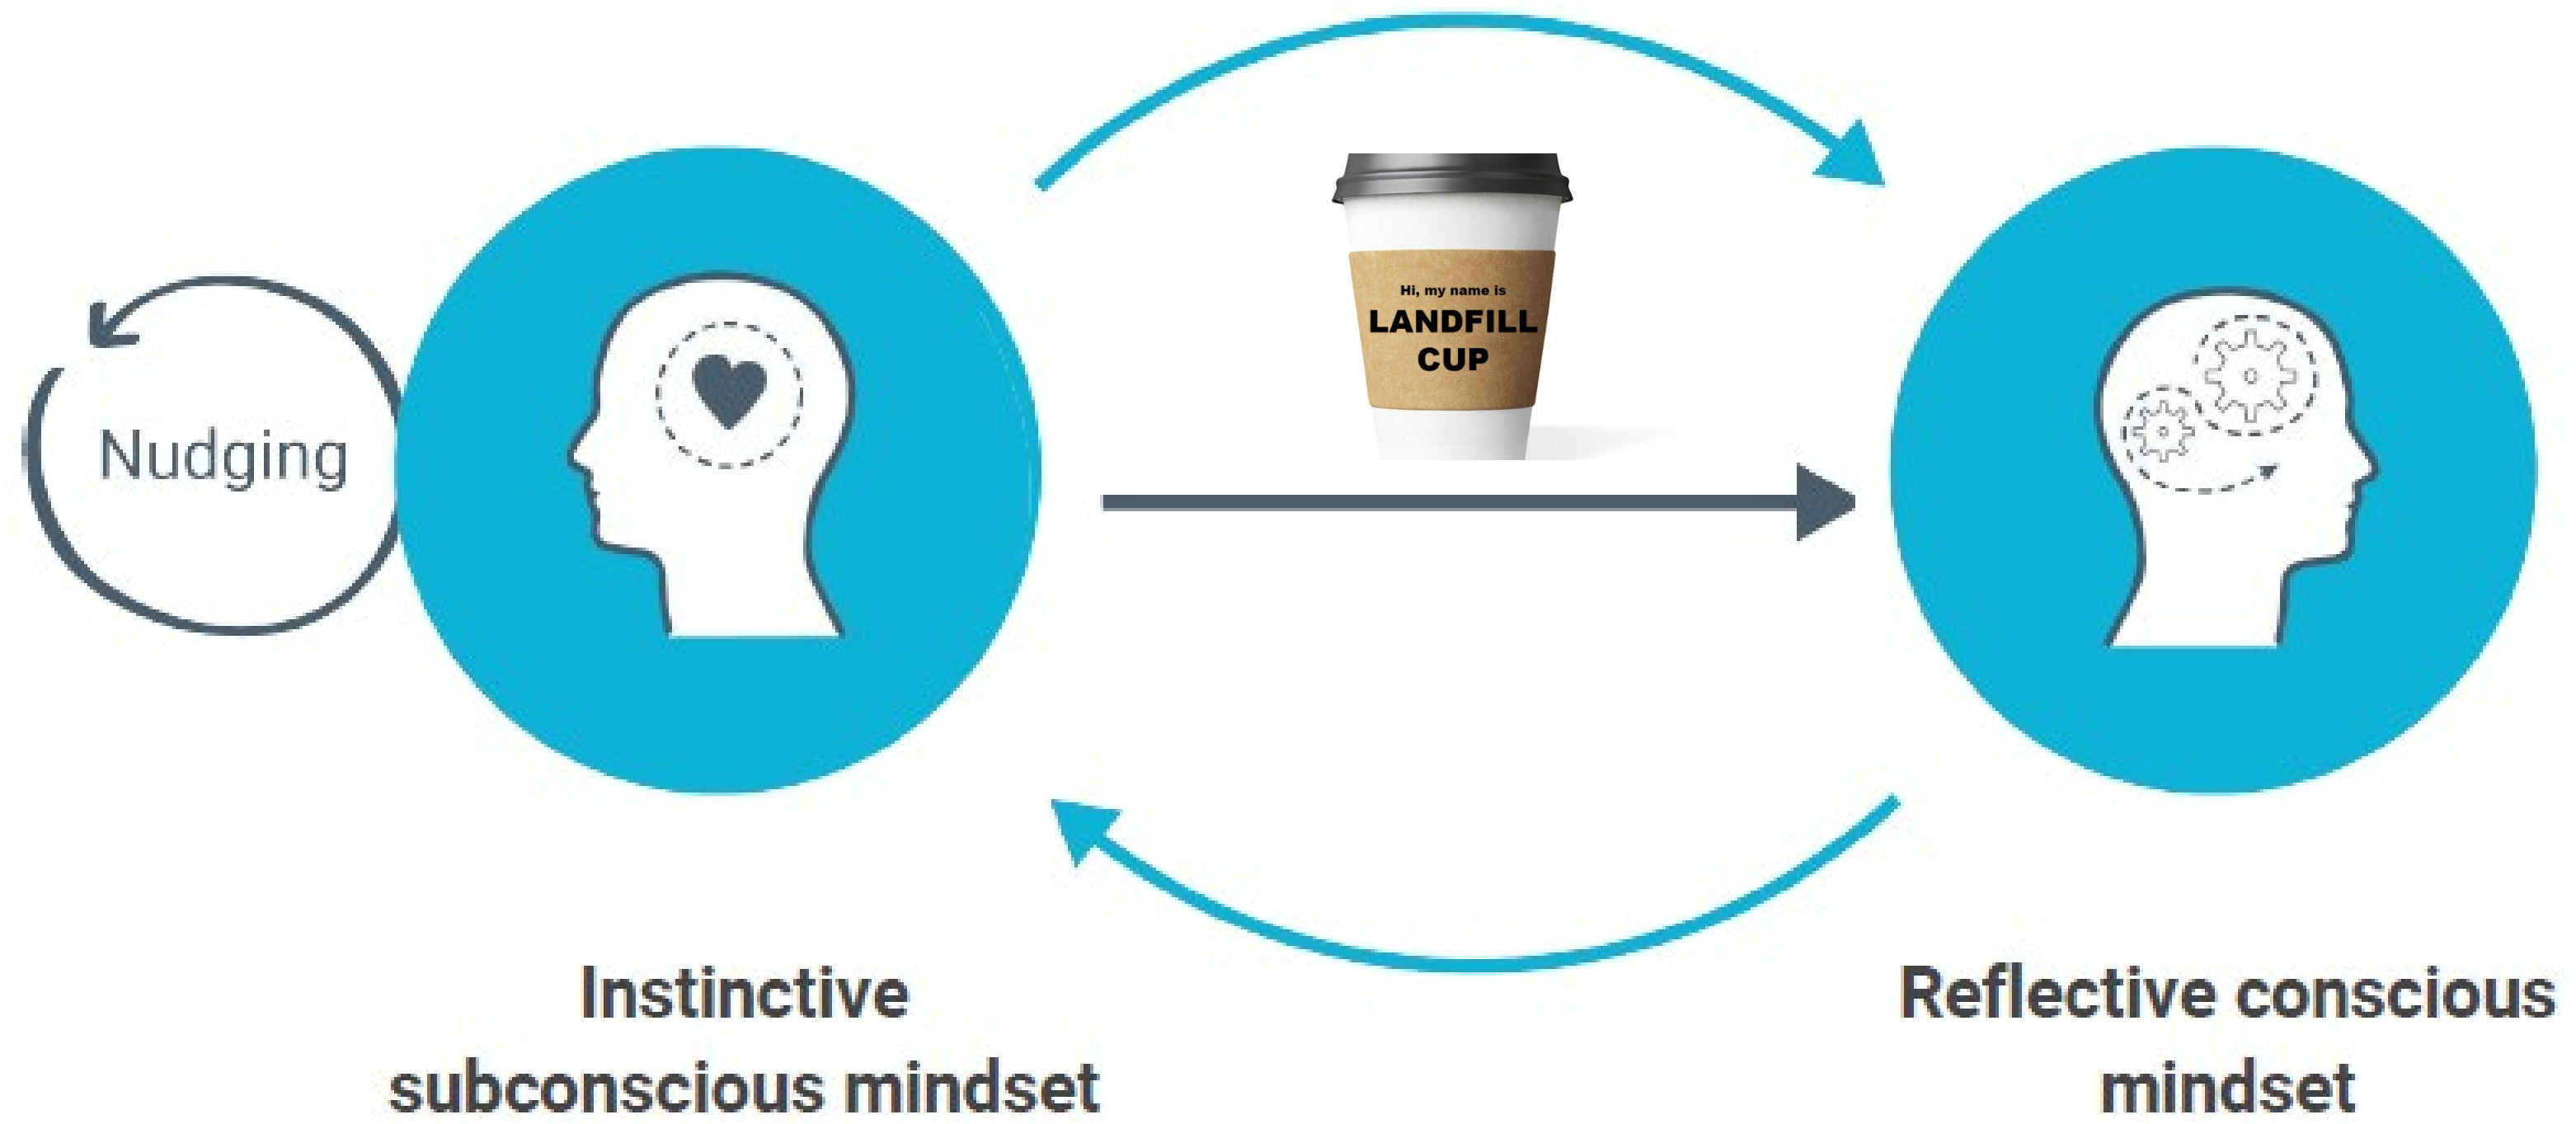 Nudging
Hi, my name is
LANDFILL
CUP
Instinctive
subconscious mindset
Reflective conscious
mindset